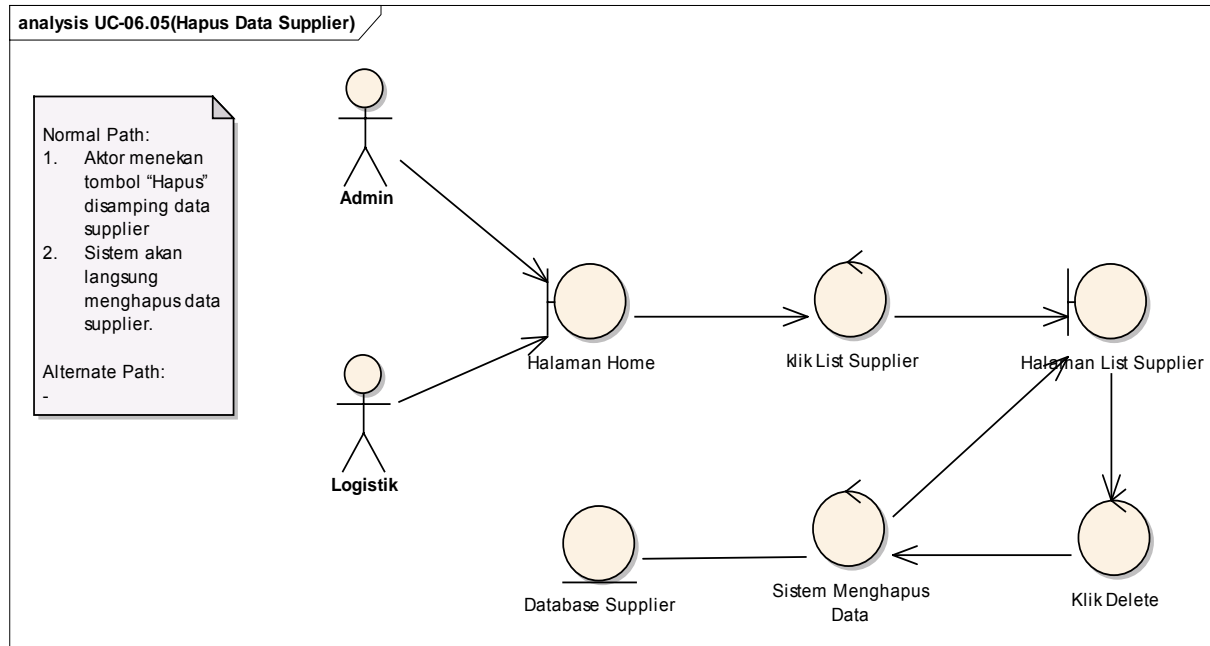 analysis UC-06.05(Hapus Data Supplier)
Normal Path:
1. Aktor menekan
tombol “Hapus”
disamping data
supplier
2. Sistem akan
langsung
menghapus data
supplier.
Alternate Path:
-
Admin
Logistik
Halaman Home
klik List Supplier
Halaman List Supplier
Database Supplier
Sistem Menghapus
Data
Klik Delete